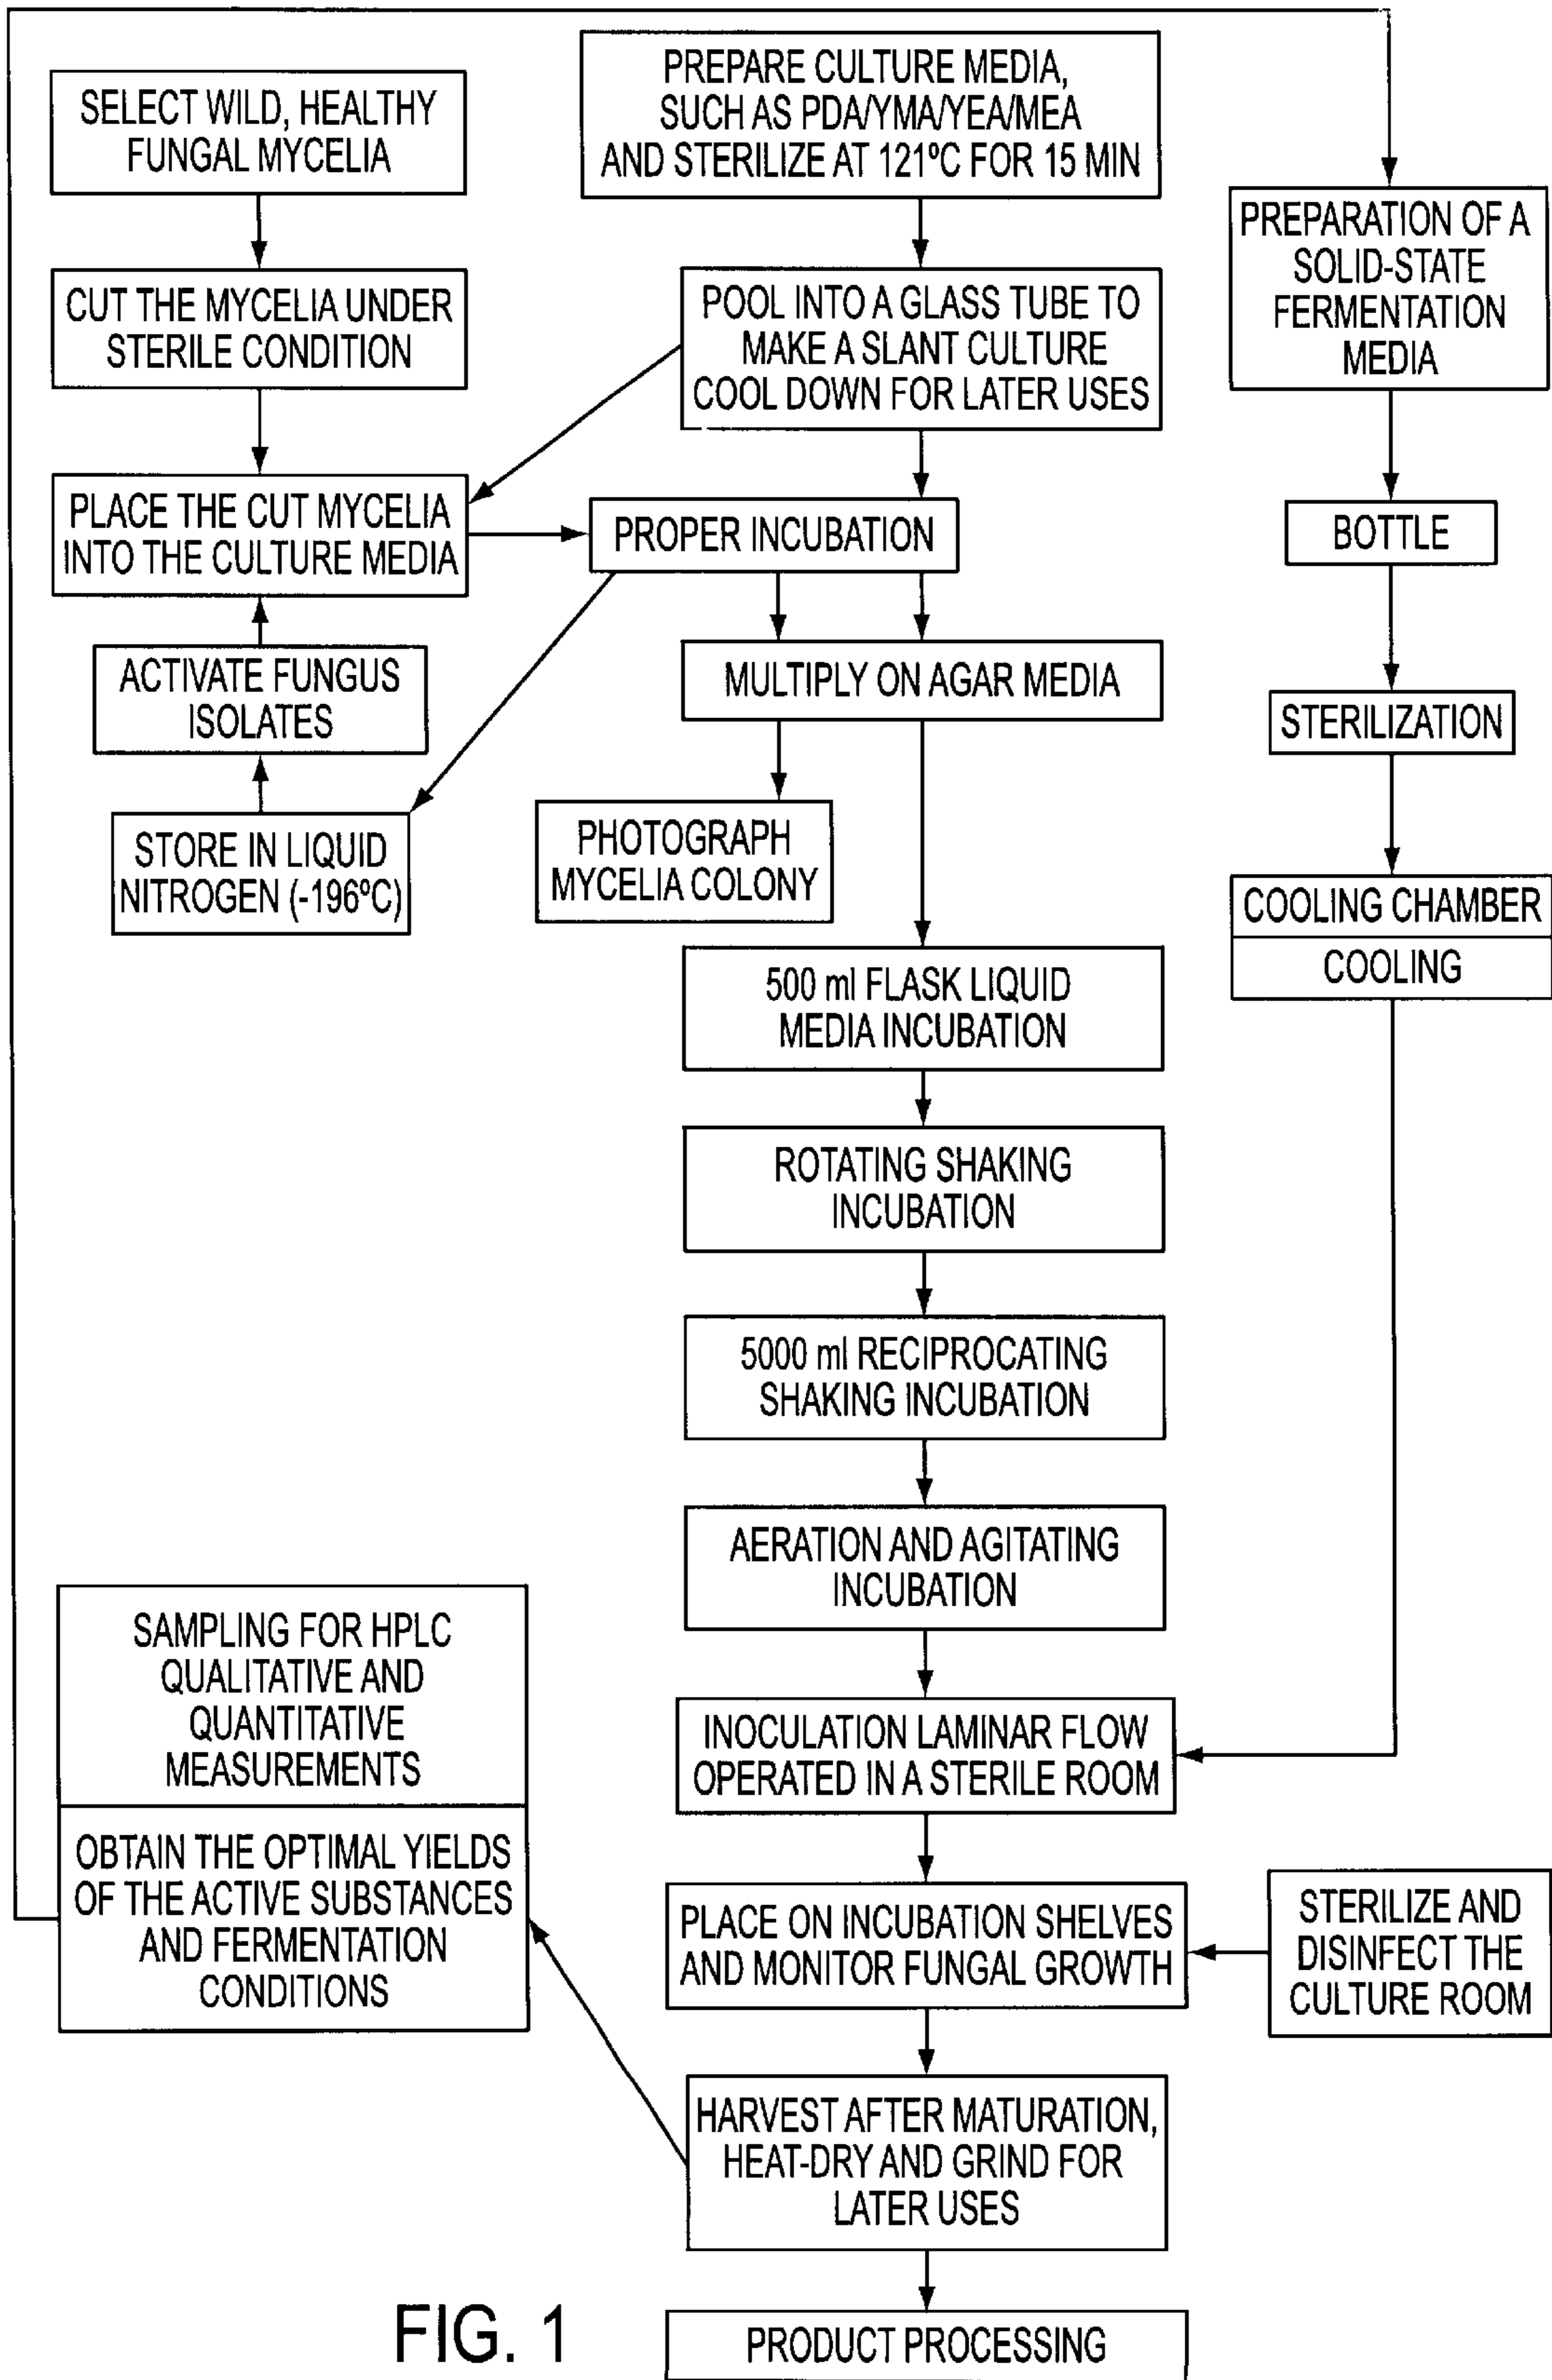 SELECT WILD, HEALTHY
FUNGAL MYCELIA
PREPARE CULTURE MEDIA,
SUCH AS PDA/YMA/YEA/MEA
AND STERILIZE AT 121ºC FOR 15 MIN
PREPARATION OF A
SOLID-STATE
FERMENTATION
MEDIA
CUT THE MYCELIA UNDER
STERILE CONDITION
POOL INTO A GLASS TUBE TO
MAKE A SLANT CULTURE
COOL DOWN FOR LATER USES
PLACE THE CUT MYCELIA
INTO THE CULTURE MEDIA
PROPER INCUBATION
BOTTLE
ACTIVATE FUNGUS
ISOLATES
MULTIPLY ON AGAR MEDIA
STERILIZATION
STORE IN LIQUID
NITROGEN (-196ºC)
PHOTOGRAPH
MYCELIA COLONY
COOLING CHAMBER
COOLING
500 ml FLASK LIQUID
MEDIA INCUBATION
ROTATING SHAKING
INCUBATION
5000 ml RECIPROCATING
SHAKING INCUBATION
AERATION AND AGITATING
INCUBATION
SAMPLING FOR HPLC
QUALITATIVE AND
QUANTITATIVE
MEASUREMENTS
INOCULATION LAMINAR FLOW
OPERATED IN A STERILE ROOM
OBTAIN THE OPTIMAL YIELDS
OF THE ACTIVE SUBSTANCES
AND FERMENTATION
CONDITIONS
PLACE ON INCUBATION SHELVES
AND MONITOR FUNGAL GROWTH
STERILIZE AND
DISINFECT THE
CULTURE ROOM
HARVEST AFTER MATURATION,
HEAT-DRY AND GRIND FOR
LATER USES
FIG. 1
PRODUCT PROCESSING